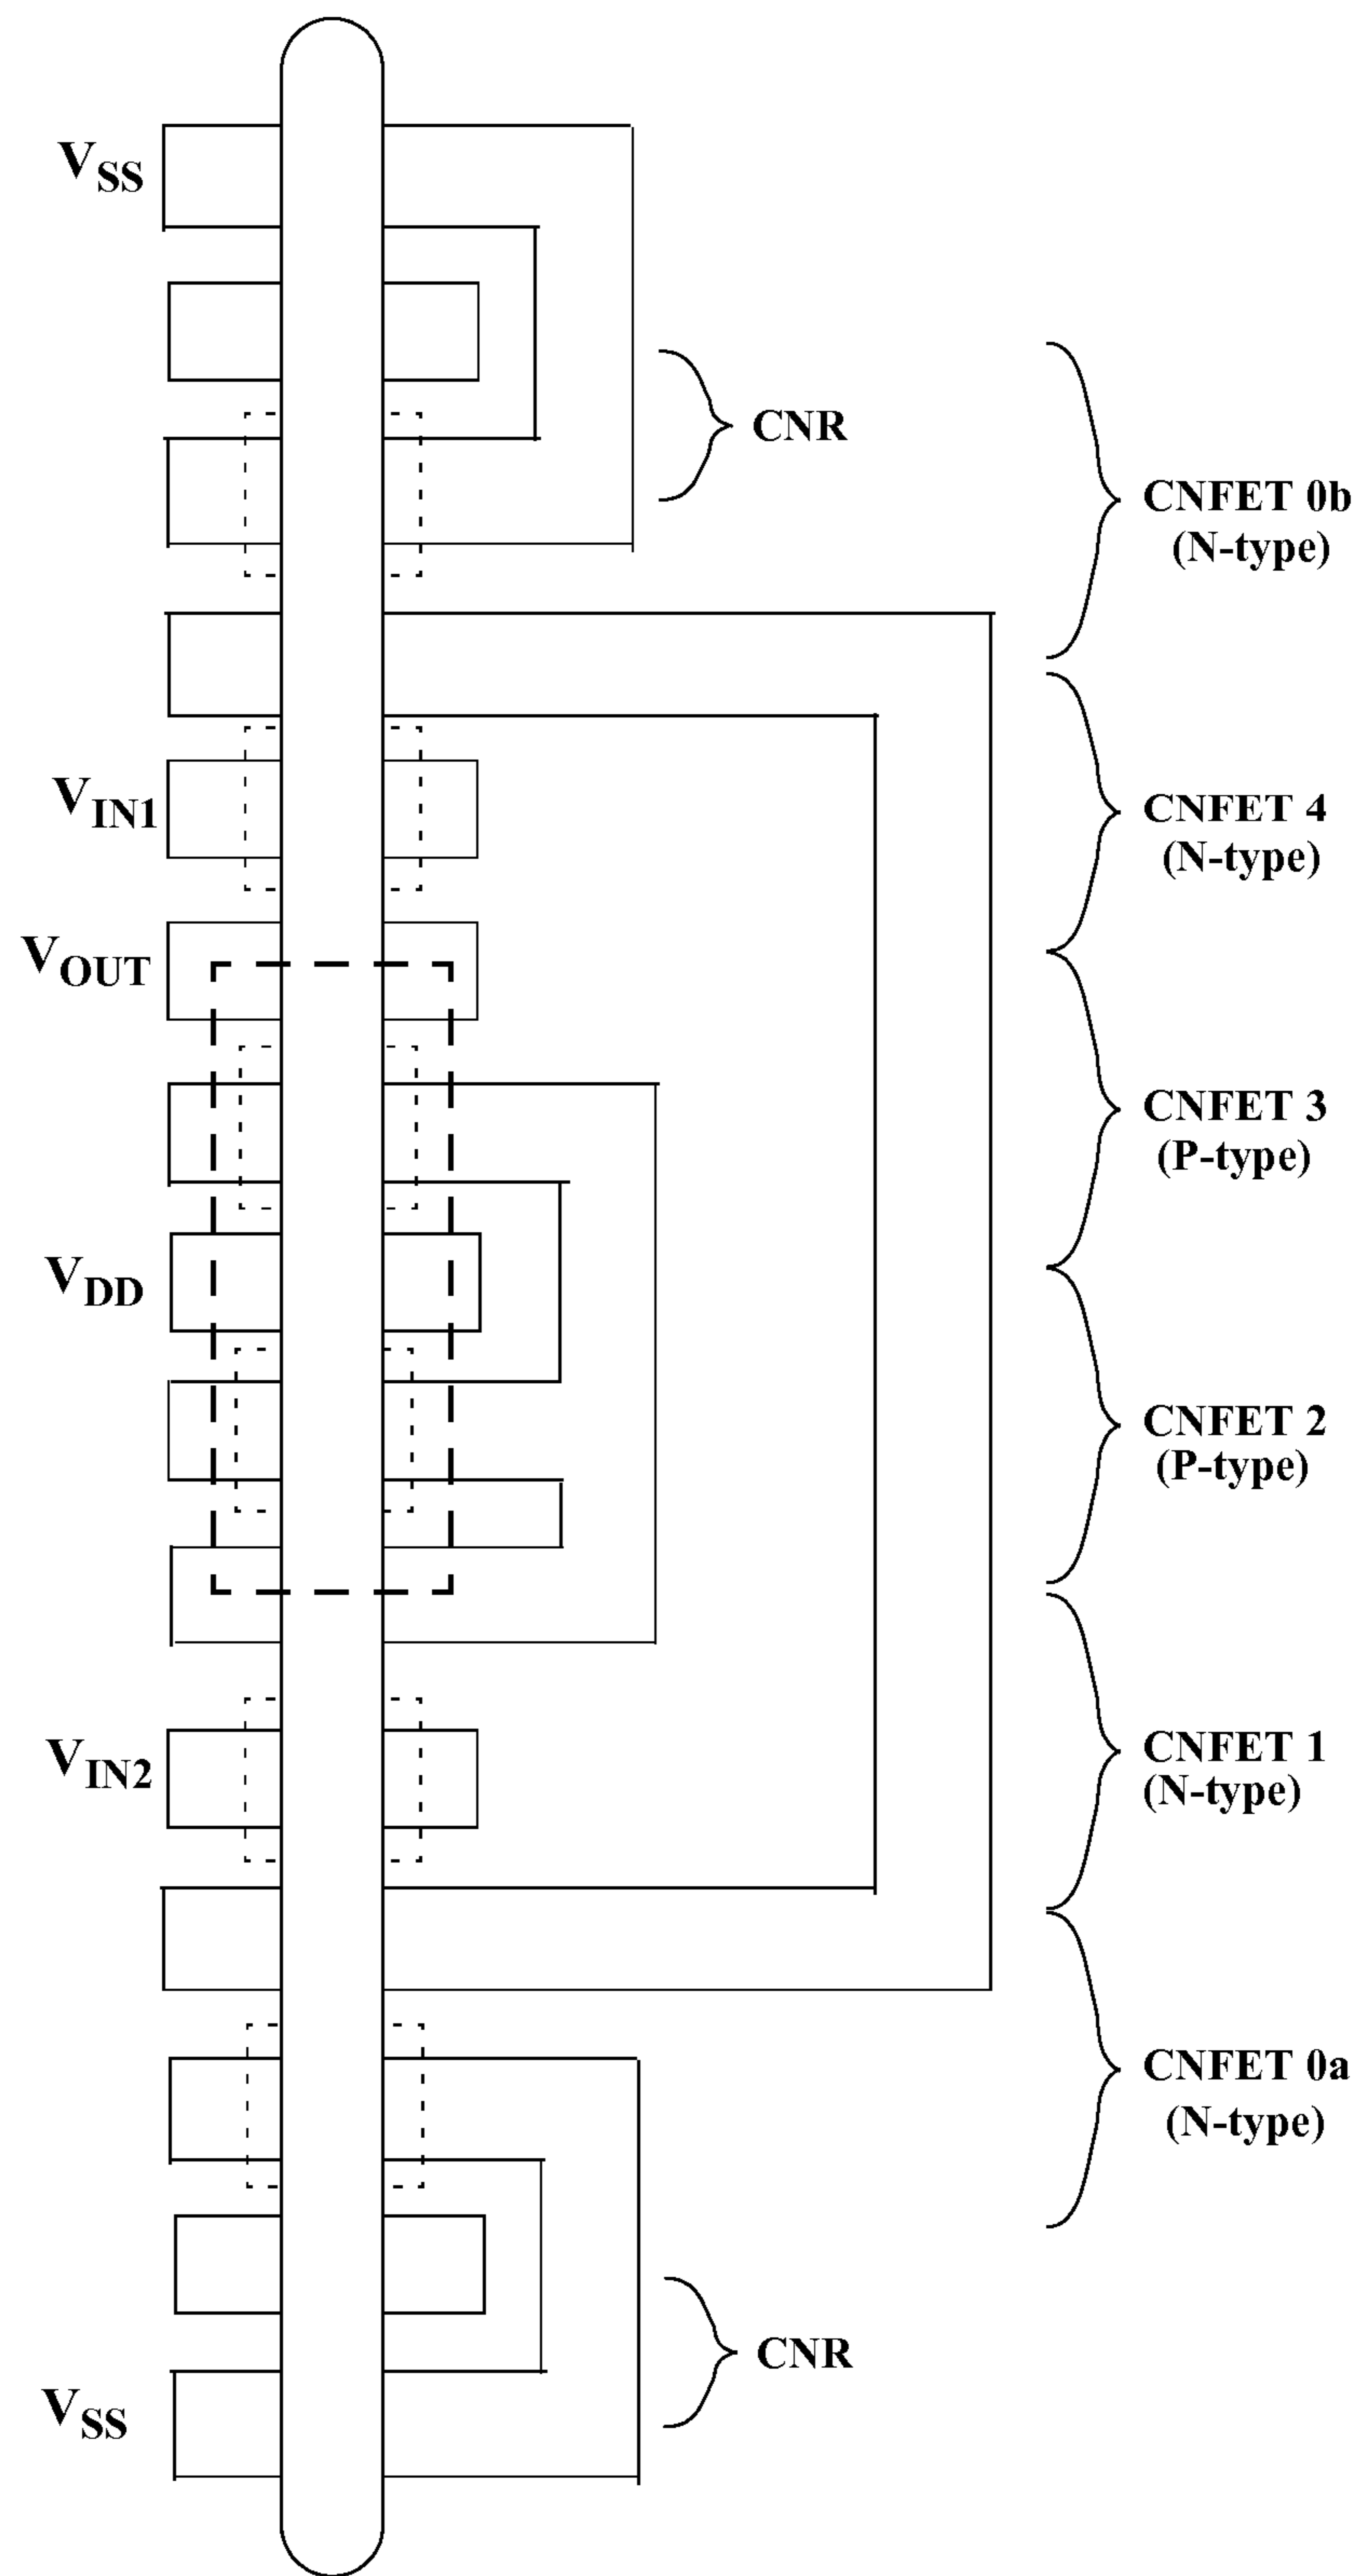 VSS
CNR
CNFET 0b
(N-type)
VIN1
CNFET 4
(N-type)
VOUT
CNFET 3
(P-type)
VDD
CNFET 2
(P-type)
VIN2
CNFET 1
(N-type)
CNFET 0a
(N-type)
CNR
VSS